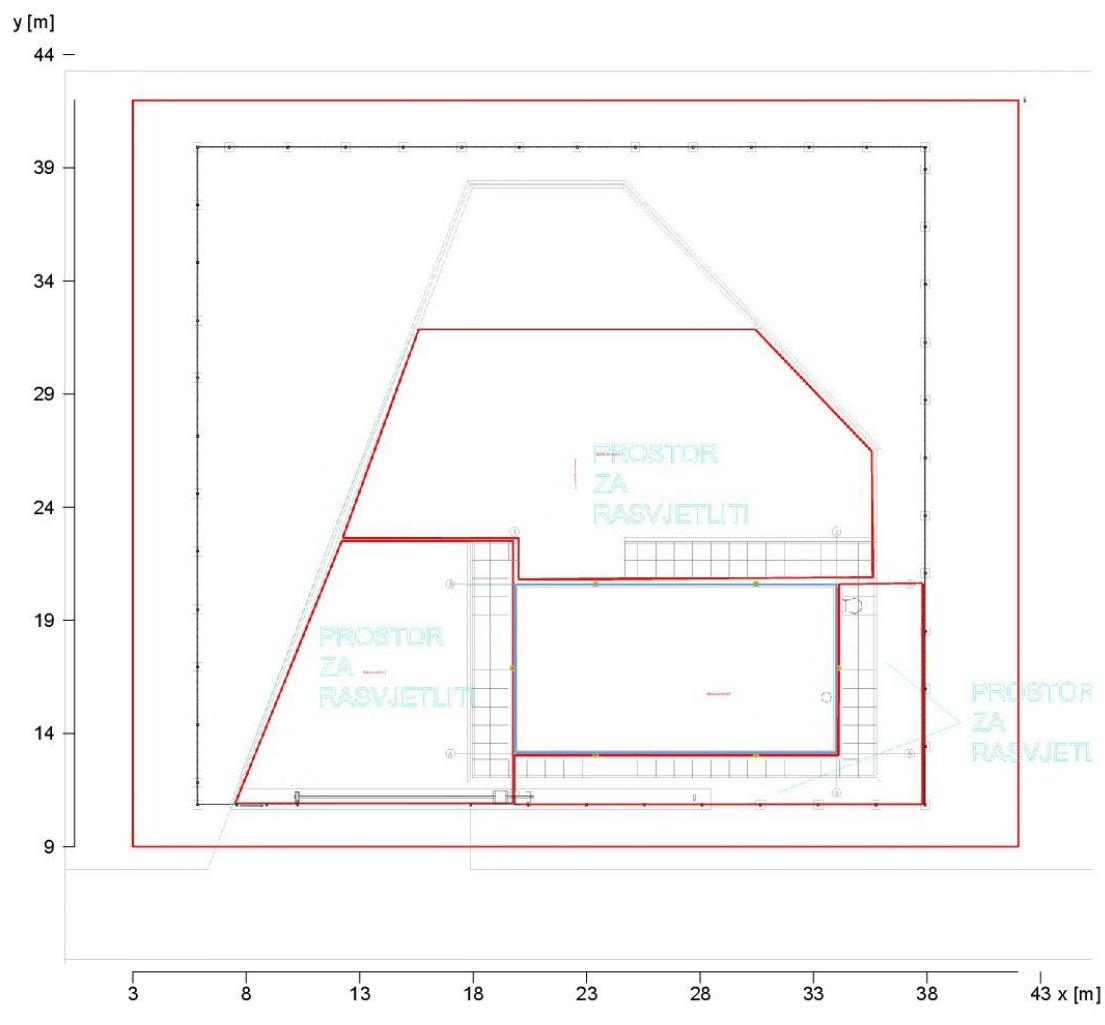 y [m]
44
39
34
29
24
19
14
9
PROSTOR
ZA
RASVJETLITI
PROSTOR
ZA
RASVJETLITI
PROSTOR
ZA
RASVJETL
3 8 13 18 23 28 33 38 43 x [m]